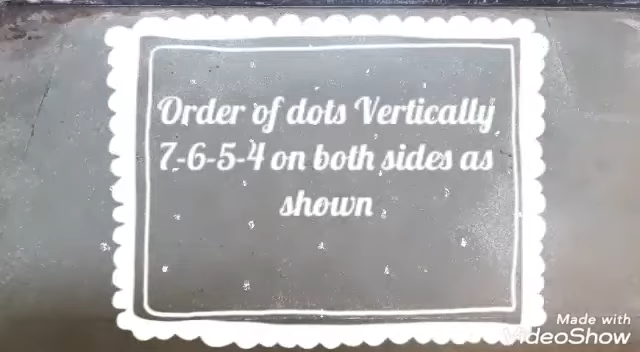 Order of dots Vertically
7-6-5-4 on both sides as
shown
Made with
VideoShow